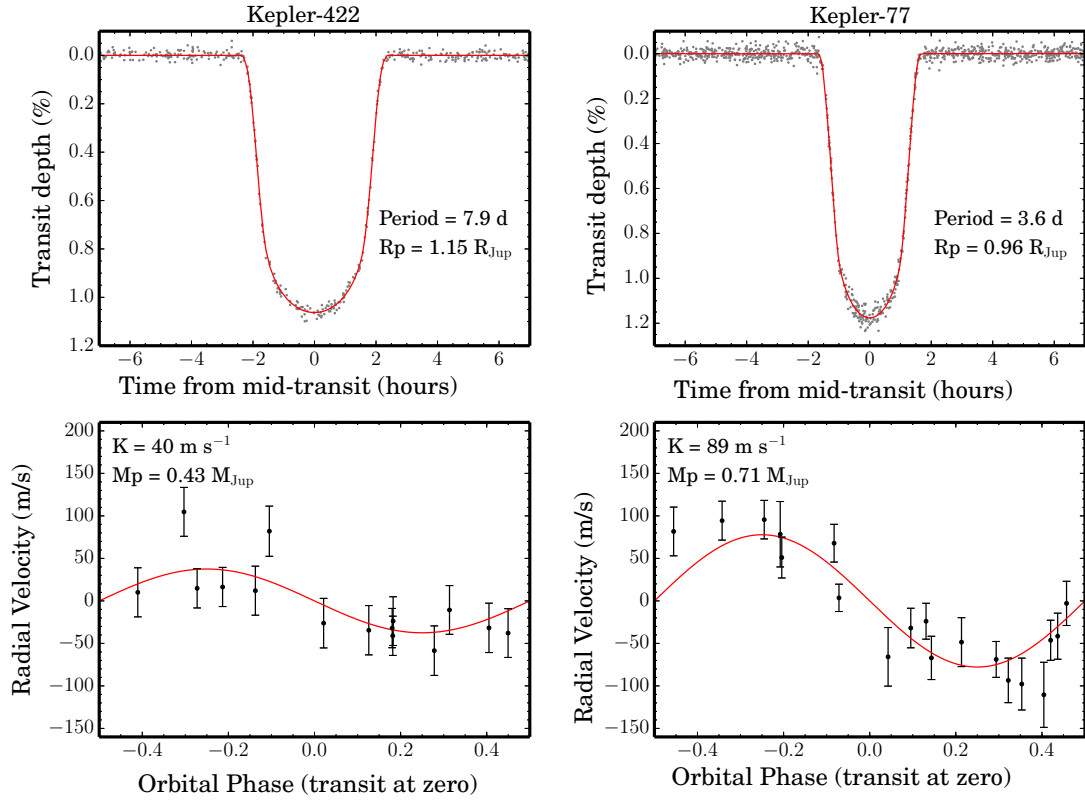 Kepler-422
0.0
0.2
0.4
0.6
0.8
1.0
1.2
Transit depth (%)
Period = 7.9 d
Rp = 1.15 R_Jup
−6 −4 −2 0 2 4 6
Time from mid-transit (hours)
Kepler-77
0.0
0.2
0.4
0.6
0.8
1.0
1.2
Transit depth (%)
Period = 3.6 d
Rp = 0.96 R_Jup
−6 −4 −2 0 2 4 6
Time from mid-transit (hours)
200
150
100
50
0
−50
−100
−150
Radial Velocity (m/s)
K = 40 m s⁻¹
Mp = 0.43 M_Jup
−0.4 −0.2 0.0 0.2 0.4
Orbital Phase (transit at zero)
200
150
100
50
0
−50
−100
−150
Radial Velocity (m/s)
K = 89 m s⁻¹
Mp = 0.71 M_Jup
−0.4 −0.2 0.0 0.2 0.4
Orbital Phase (transit at zero)